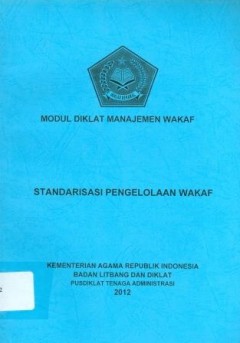 MODUL DIKLAT MANAJEMEN WAKAF
STANDARISASI PENGELOLAAN WAKAF
KEMENTERIAN AGAMA REPUBLIK INDONESIA
BADAN LITBANG DAN DIKLAT
PUSDIKLAT TENAGA ADMINISTRASI
2012